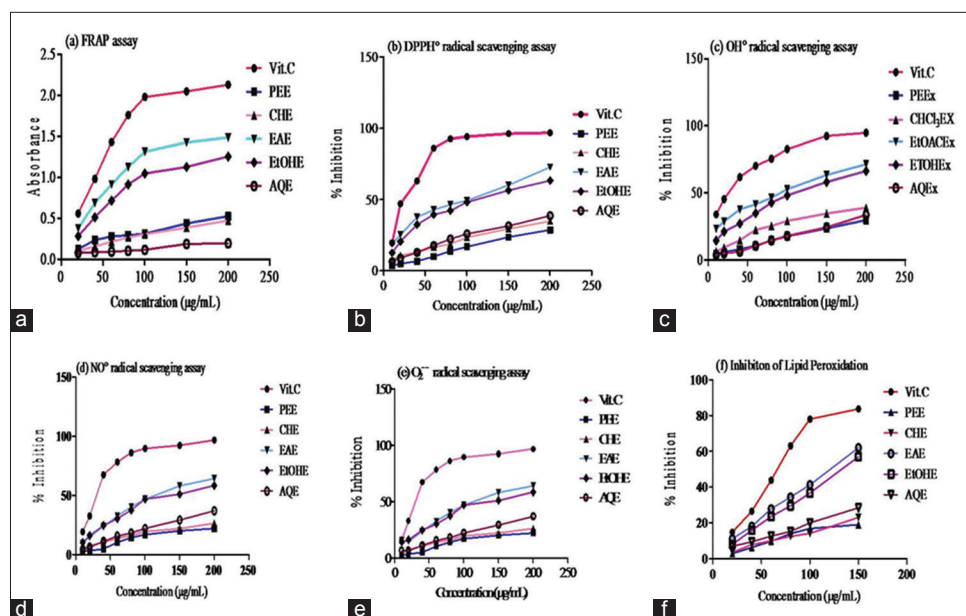 (a) FRAP assay
2.5
2.0
1.5
1.0
0.5
0.0
Absorbance
0 50 100 150 200 250
Concentration (µg/mL)
Vit.C
PEE
CHE
EAE
EtOHE
AQE
a
(b) DPPH° radical scavenging assay
150
100
50
0
% Inhibition
0 50 100 150 200 250
Concentration (µg/mL)
Vit.C
PEE
CHE
EAE
EtOHE
AQE
b
(c) OH° radical scavenging assay
150
100
50
0
% Inhibition
0 50 100 150 200 250
Concentration (µg/mL)
Vit.C
PEEx
CHCl₃EX
EtOACEx
ETOHEx
AQEx
c
(d) NO° radical scavenging assay
150
100
50
0
% Inhibition
0 50 100 150 200 250
Concentration (µg/mL)
Vit.C
PEE
CHE
EAE
EtOHE
AQE
d
(e) O₂˙⁻ radical scavenging assay
150
100
50
0
% Inhibition
0 50 100 150 200 250
Concentration (µg/mL)
Vit.C
PEE
CHE
EAE
EtOHE
AQE
e
(f) Inhibiton of Lipid Peroxidation
100
80
60
40
20
0
% Inhibition
0 50 100 150 200
Concentration (µg/mL)
Vit.C
PEE
CHE
EAE
EtOHE
AQE
f